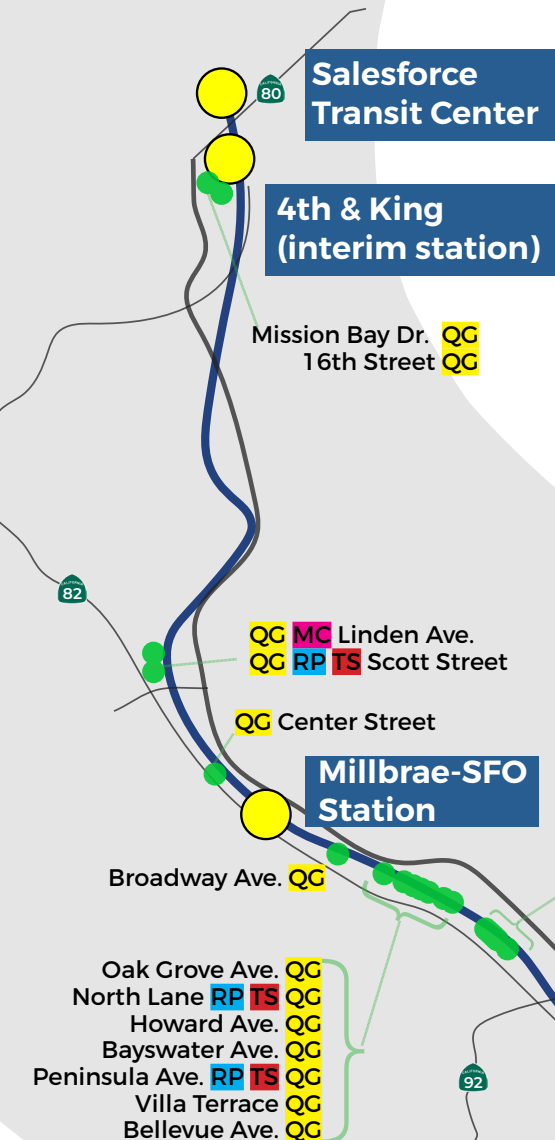 CALIFORNIA
80
Salesforce
Transit Center
4th & King
(interim station)
Mission Bay Dr. QG
16th Street QG
CALIFORNIA
82
QG MC Linden Ave.
QG RP TS Scott Street
QG Center Street
Millbrae-SFO
Station
Broadway Ave. QG
Oak Grove Ave. QG
North Lane RP TS QG
Howard Ave. QG
Bayswater Ave. QG
Peninsula Ave. RP TS QG
Villa Terrace QG
Bellevue Ave. QG
CALIFORNIA
92